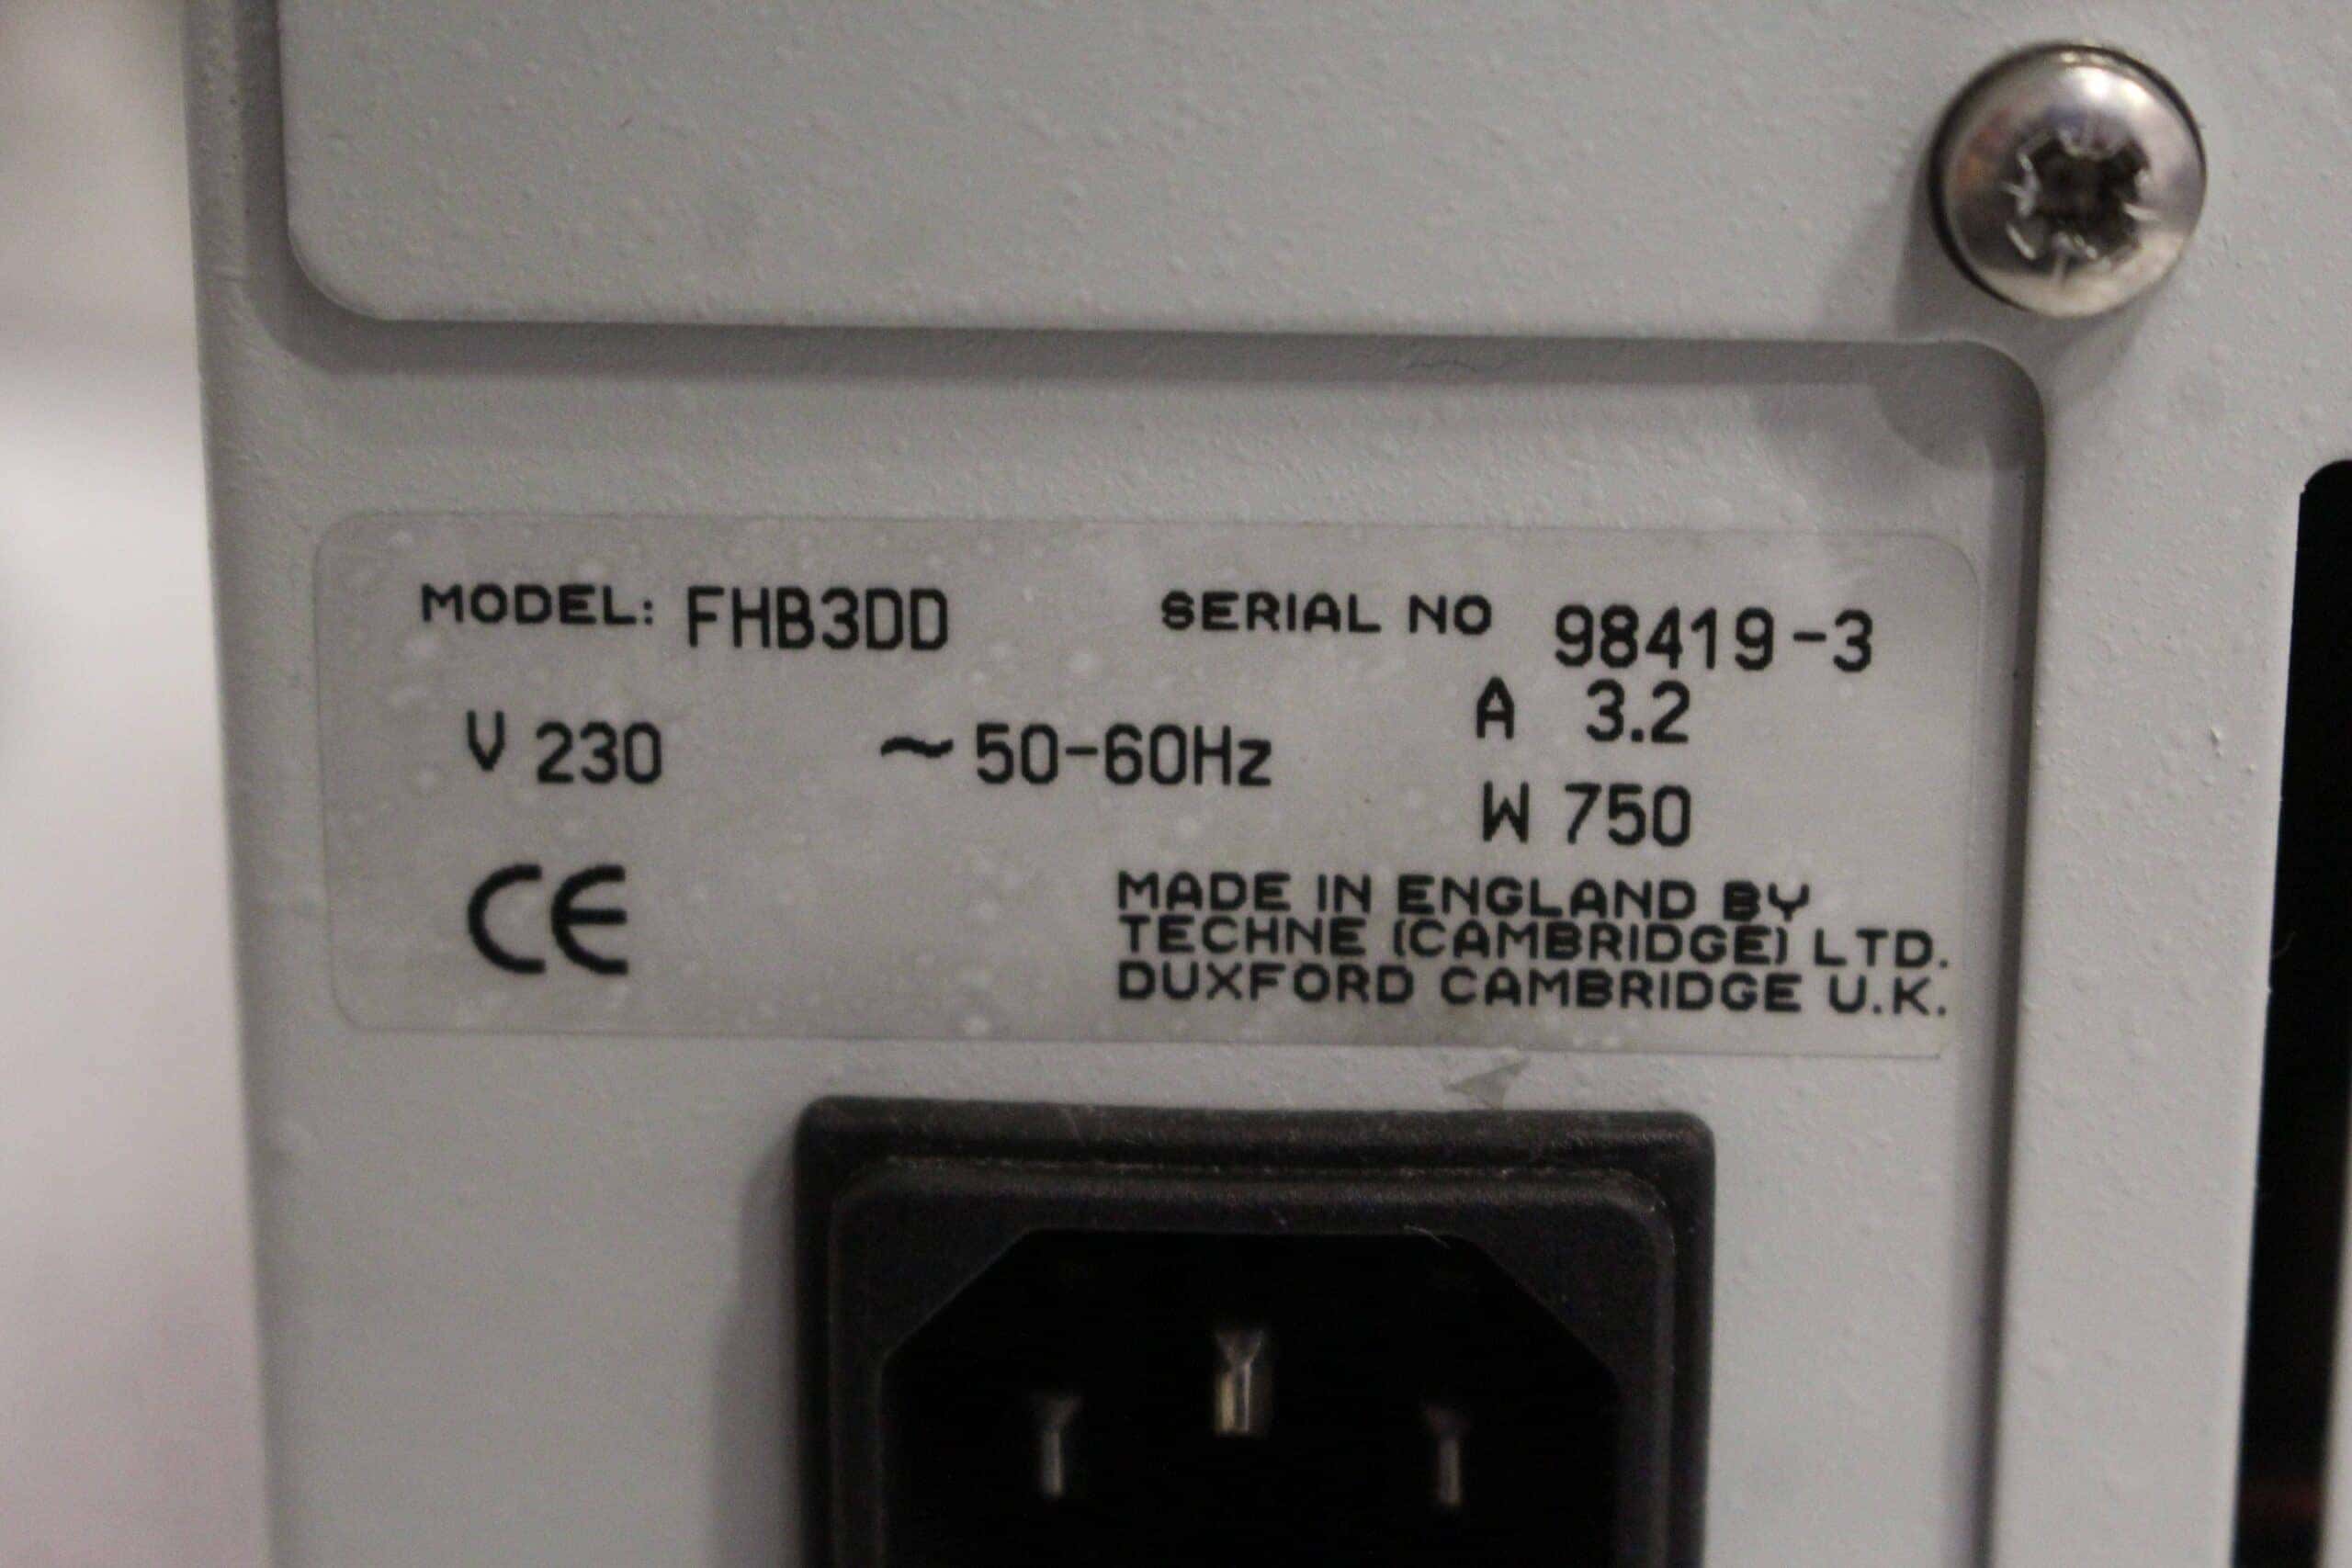 MODEL: FHB3DD SERIAL NO 98419-3
V 230 ~ 50-60Hz A 3.2
W 750
CE
MADE IN ENGLAND BY
TECHNE (CAMBRIDGE) LTD.
DUXFORD CAMBRIDGE U.K.